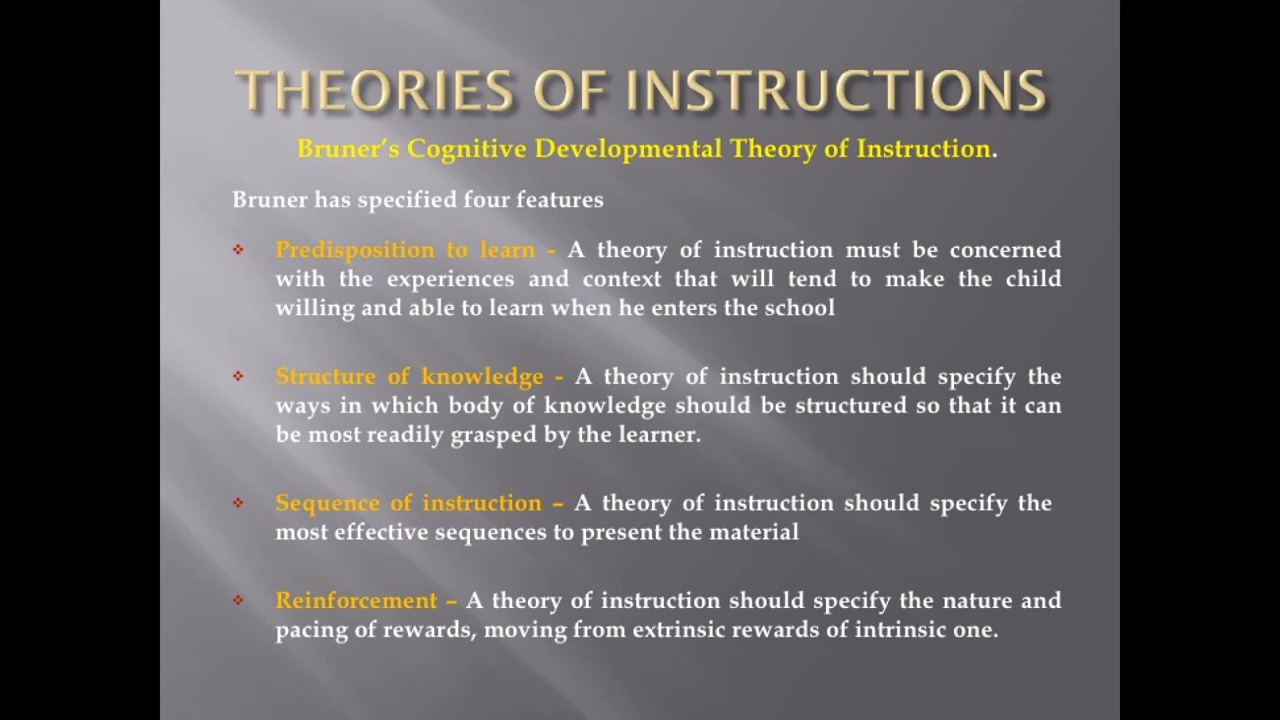 THEORIES OF INSTRUCTIONS
Bruner’s Cognitive Developmental Theory of Instruction.
Bruner has specified four features
Predisposition to learn - A theory of instruction must be concerned
with the experiences and context that will tend to make the child
willing and able to learn when he enters the school
Structure of knowledge - A theory of instruction should specify the
ways in which body of knowledge should be structured so that it can
be most readily grasped by the learner.
Sequence of instruction – A theory of instruction should specify the
most effective sequences to present the material
Reinforcement – A theory of instruction should specify the nature and
pacing of rewards, moving from extrinsic rewards of intrinsic one.